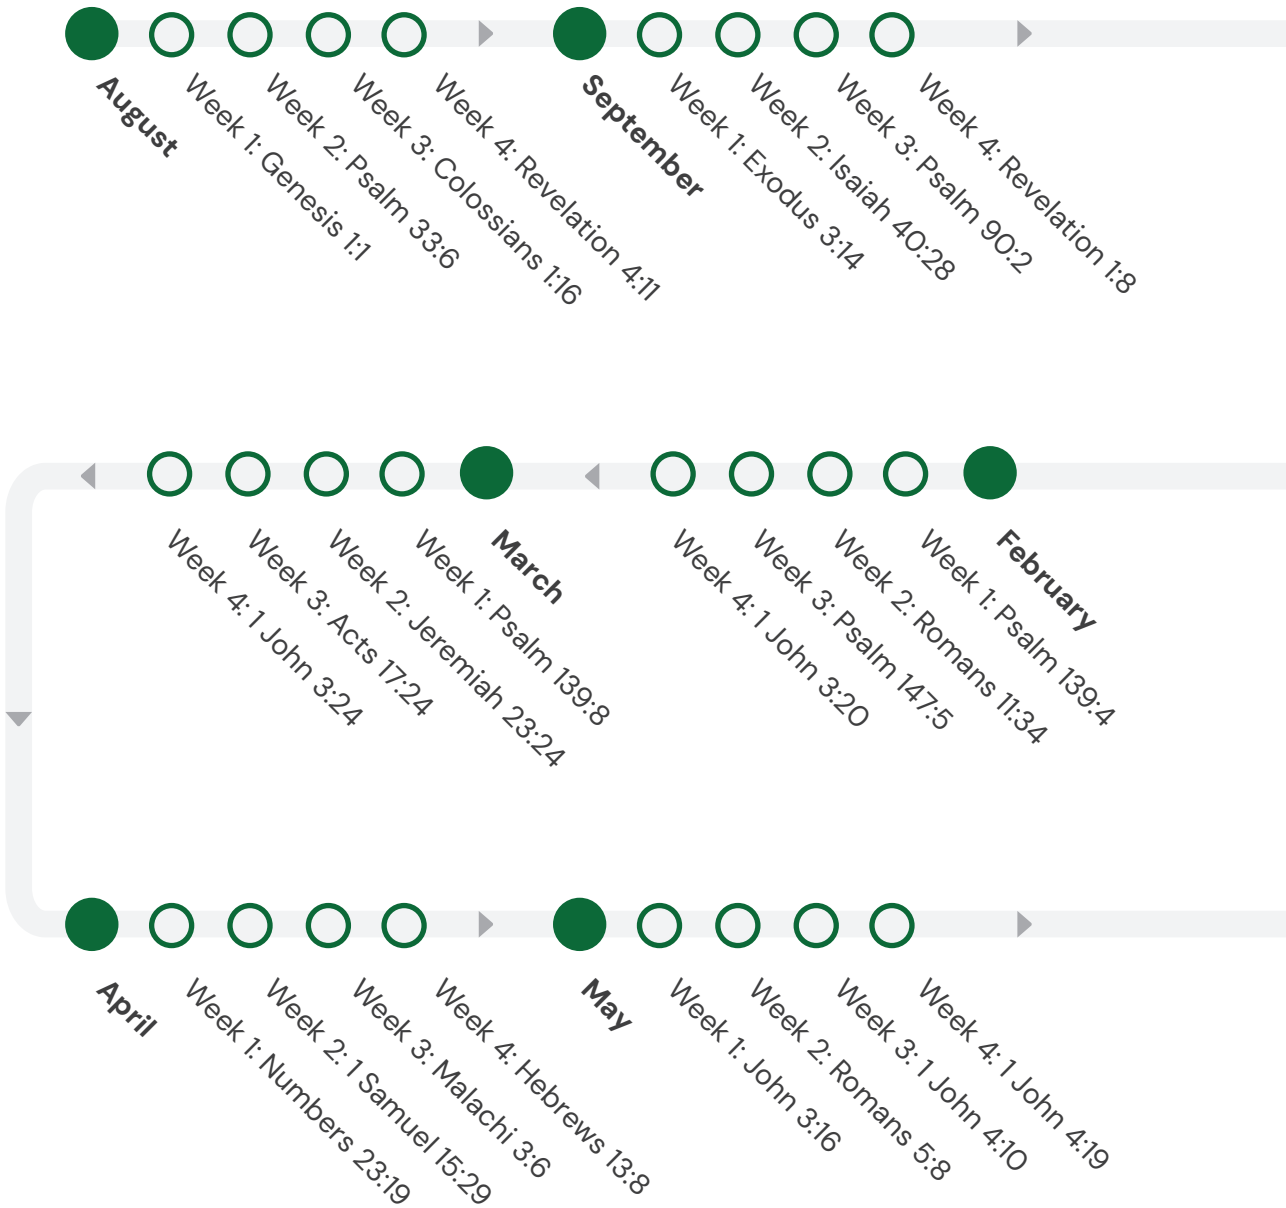 August
Week 1: Genesis 1:1
Week 2: Psalm 33:6
Week 3: Colossians 1:16
Week 4: Revelation 4:11
September
Week 1: Exodus 3:14
Week 2: Isaiah 40:28
Week 3: Psalm 90:2
Week 4: Revelation 1:8
February
Week 1: Psalm 139:4
Week 2: Romans 11:34
Week 3: Psalm 147:5
Week 4: 1 John 3:20
March
Week 1: Psalm 139:8
Week 2: Jeremiah 23:24
Week 3: Acts 17:24
Week 4: 1 John 3:24
April
Week 1: Numbers 23:19
Week 2: 1 Samuel 15:29
Week 3: Malachi 3:6
Week 4: Hebrews 13:8
May
Week 1: John 3:16
Week 2: Romans 5:8
Week 3: 1 John 4:10
Week 4: 1 John 4:19